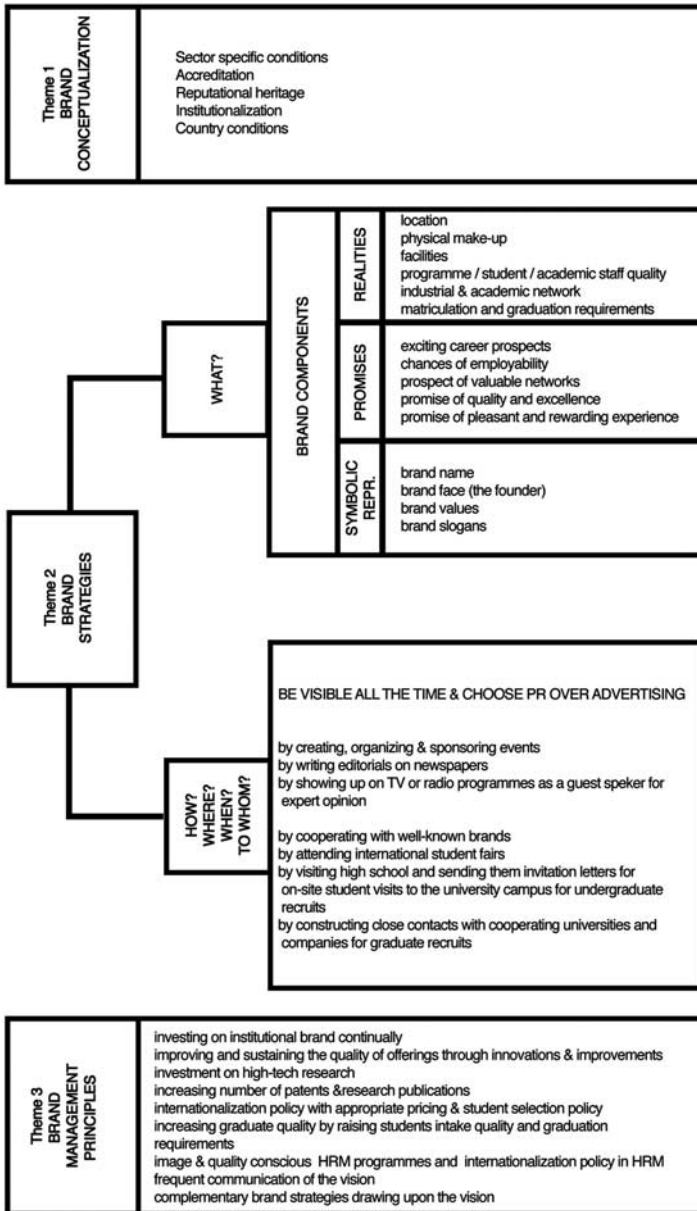 Theme 1
BRAND
CONCEPTUALIZATION
Sector specific conditions
Accreditation
Reputational heritage
Institutionalization
Country conditions
Theme 2
BRAND
STRATEGIES
WHAT?
BRAND COMPONENTS
REALITIES
location
physical make-up
facilities
programme / student / academic staff quality
industrial & academic network
matriculation and graduation requirements
PROMISES
exciting career prospects
chances of employability
prospect of valuable networks
promise of quality and excellence
promise of pleasant and rewarding experience
SYMBOLIC
REPR.
brand name
brand face (the founder)
brand values
brand slogans
HOW?
WHERE?
WHEN?
TO WHOM?
BE VISIBLE ALL THE TIME & CHOOSE PR OVER ADVERTISING
by creating, organizing & sponsoring events
by writing editorials on newspapers
by showing up on TV or radio programmes as a guest speker for
expert opinion
by cooperating with well-known brands
by attending international student fairs
by visiting high school and sending them invitation letters for
on-site student visits to the university campus for undergraduate
recruits
by constructing close contacts with cooperating universities and
companies for graduate recruits
Theme 3
BRAND
MANAGEMENT
PRINCIPLES
investing on institutional brand continually
improving and sustaining the quality of offerings through innovations & improvements
investment on high-tech research
increasing number of patents &research publications
internationalization policy with appropriate pricing & student selection policy
increasing graduate quality by raising students intake quality and graduation
requirements
image & quality conscious HRM programmes and internationalization policy in HRM
frequent communication of the vision
complementary brand strategies drawing upon the vision